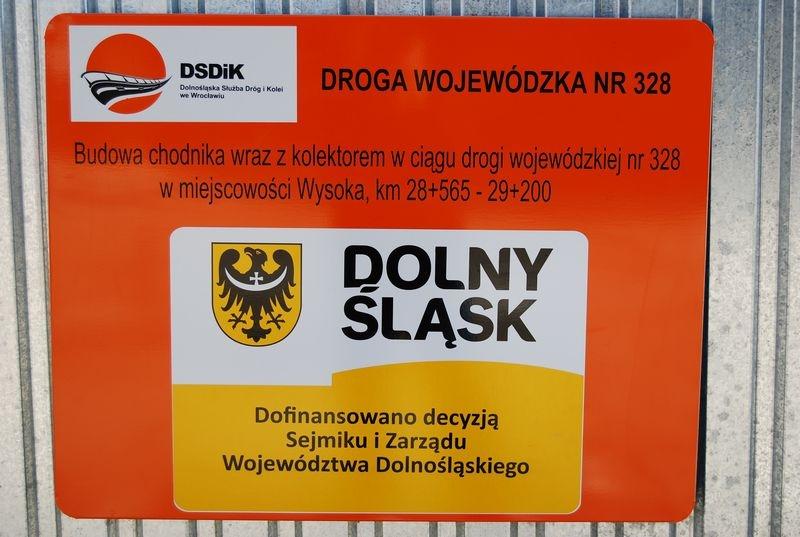 DSDiK
Dolnośląska Służba Dróg i Kolei
we Wrocławiu
DROGA WOJEWÓDZKA NR 328
Budowa chodnika wraz z kolektorem w ciągu drogi wojewódzkiej nr 328
w miejscowości Wysoka, km 28+565 - 29+200
DOLNY
ŚLĄSK
Dofinansowano decyzją
Sejmiku i Zarządu
Województwa Dolnośląskiego